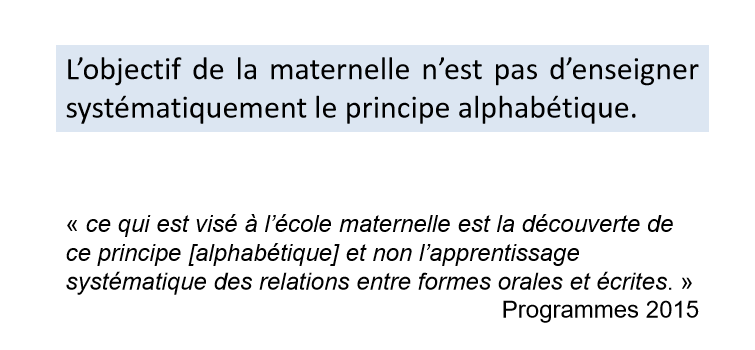 L’objectif de la maternelle n’est pas d’enseigner
systématiquement le principe alphabétique.
« ce qui est visé à l’école maternelle est la découverte de
ce principe [alphabétique] et non l’apprentissage
systématique des relations entre formes orales et écrites. »
Programmes 2015